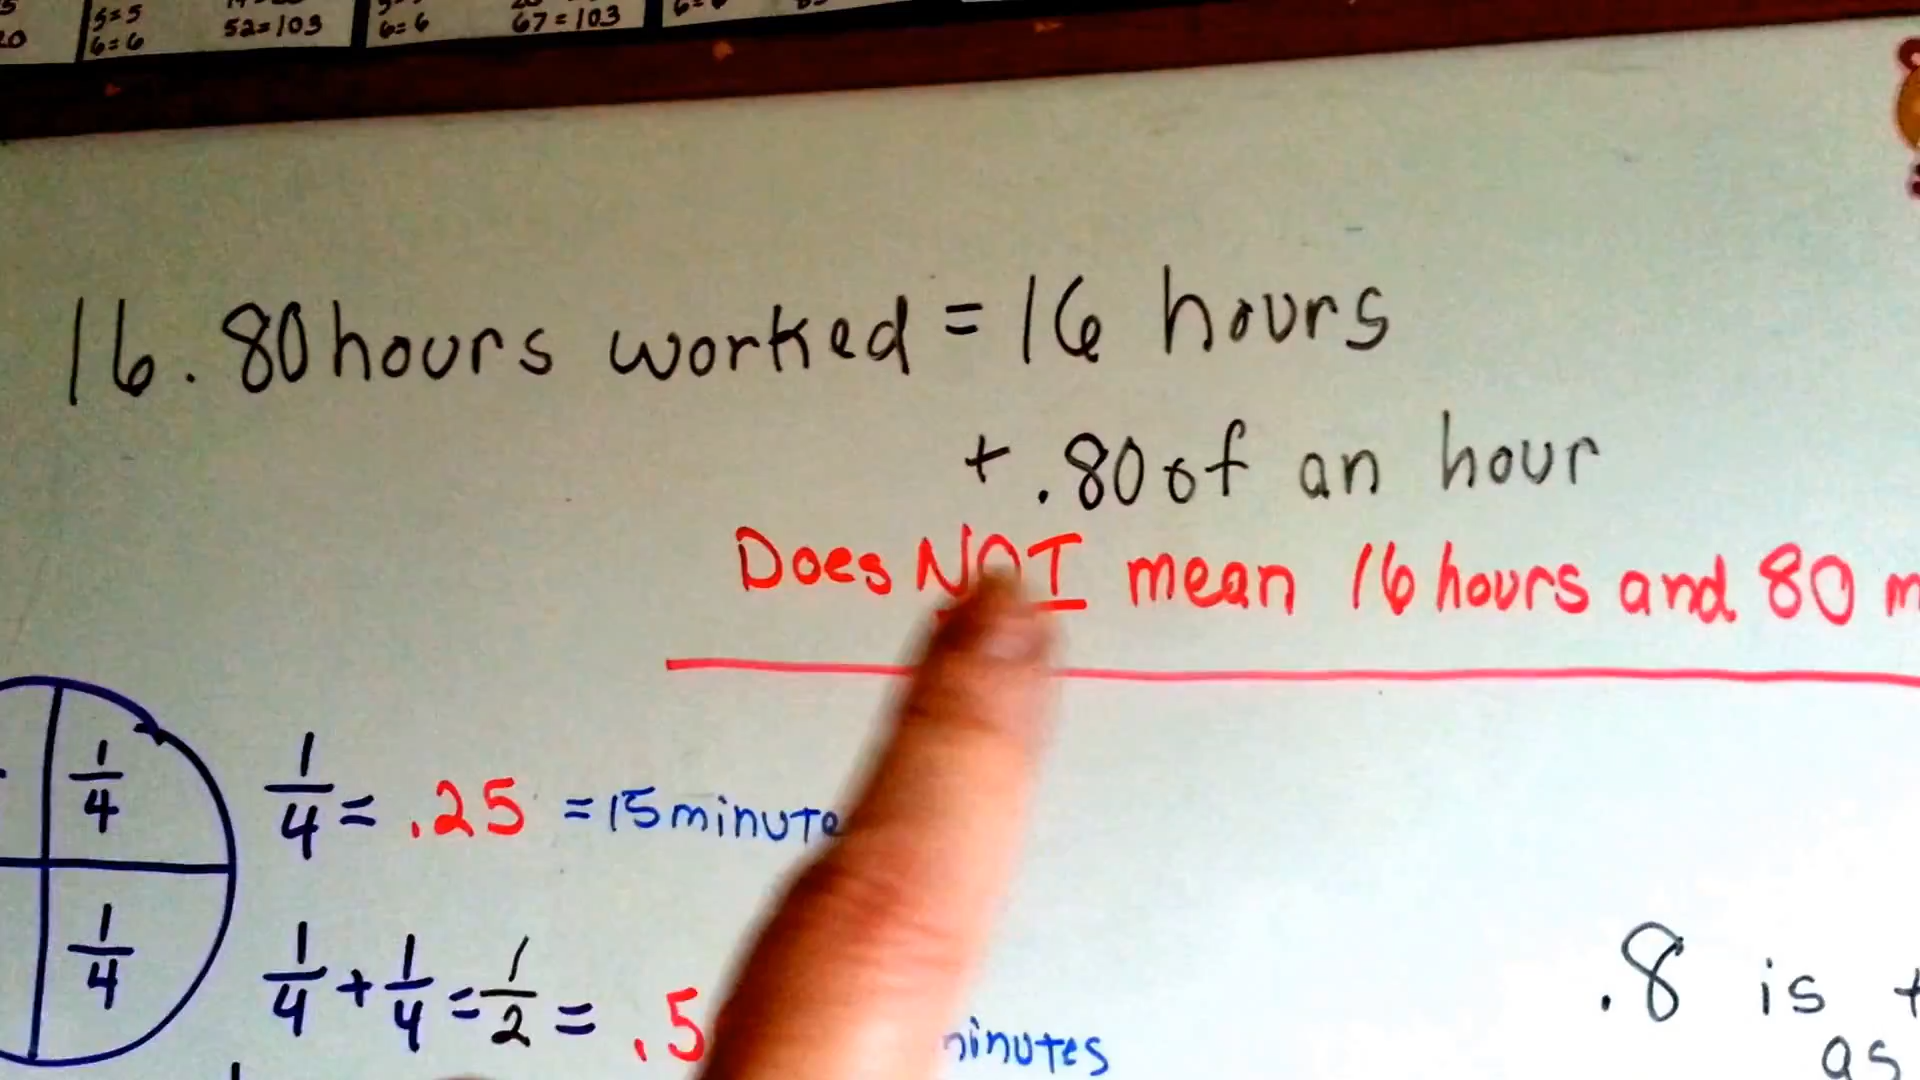 5=5
52=103
67=103
20
6=6
6=6
16.80 hours worked = 16 hours
+ .80 of an hour
Does NOT mean 16 hours and 80 m
1/4
1/4 = .25 = 15 minute
1/4
1/4 + 1/4 = 1/2 = .5
minutes
.8 is
as